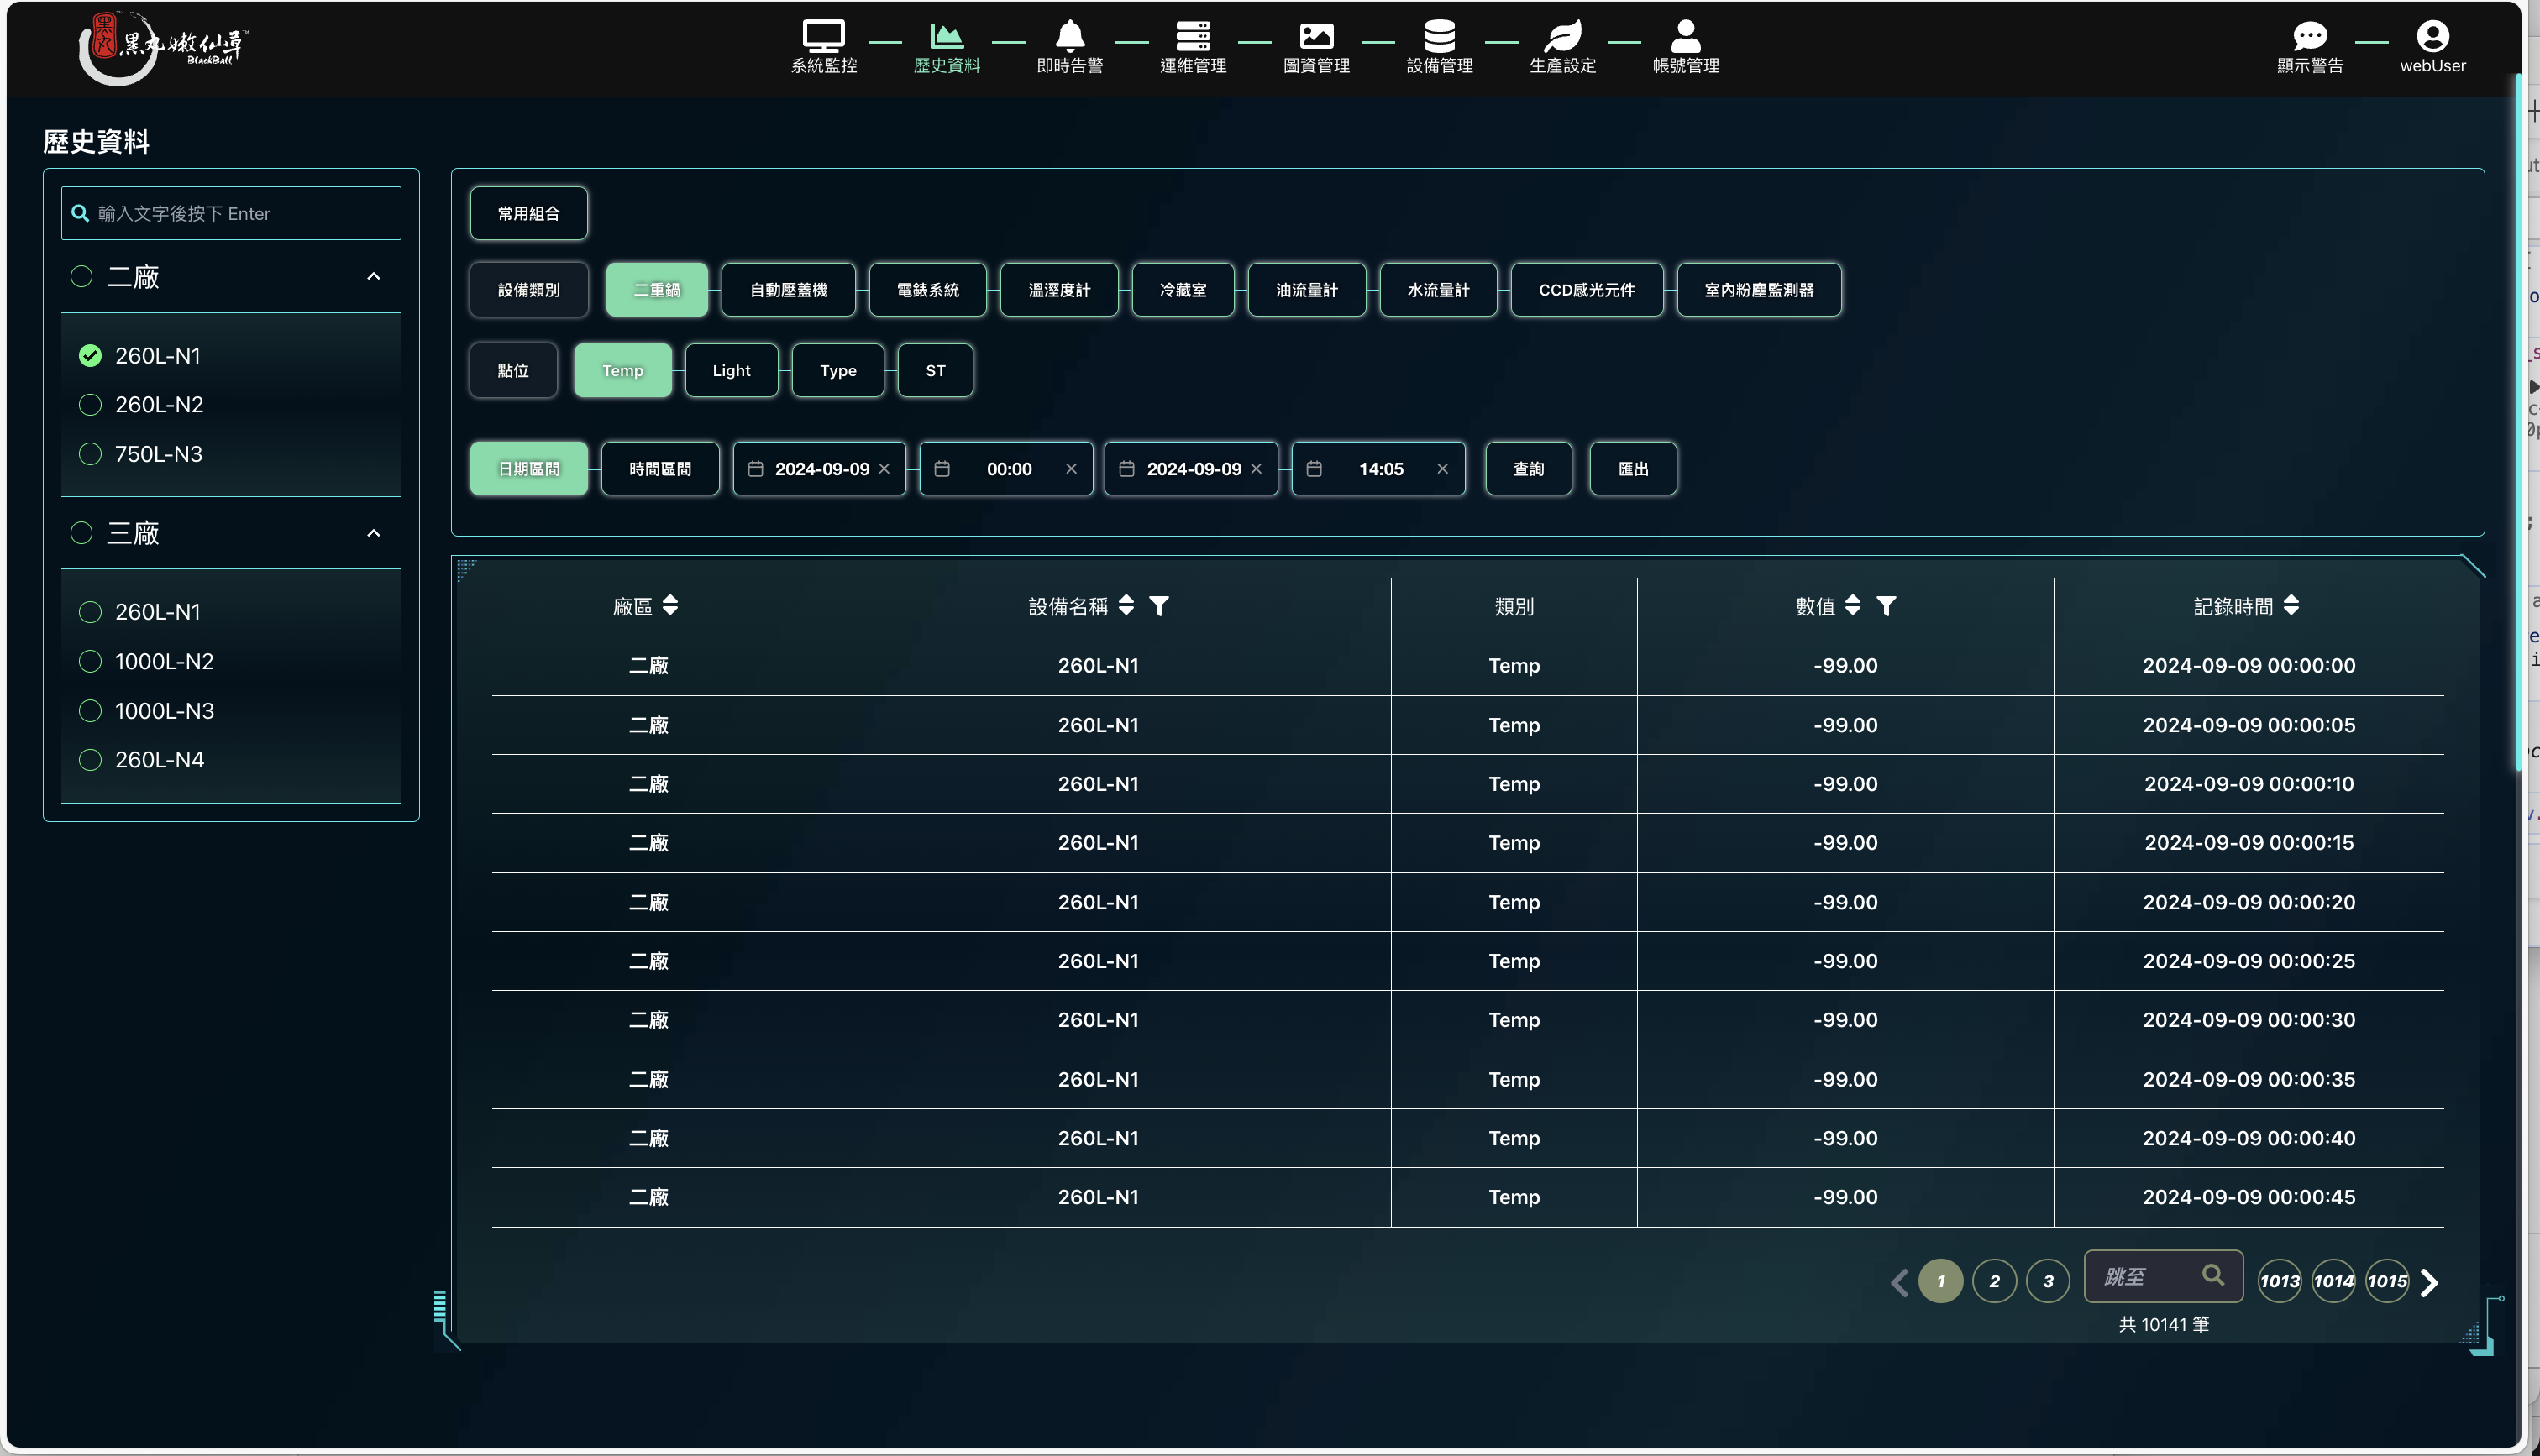 黑丸 黑丸嫩仙草™
BlackBall
系統監控 歷史資料 即時告警 運維管理 圖資管理 設備管理 生產設定 帳號管理 顯示警告 webUser
歷史資料
輸入文字後按下 Enter
二廠
260L-N1
260L-N2
750L-N3
三廠
260L-N1
1000L-N2
1000L-N3
260L-N4
常用組合
設備類別 二重鍋 自動壓蓋機 電錶系統 溫溼度計 冷藏室 油流量計 水流量計 CCD感光元件 室內粉塵監測器
點位 Temp Light Type ST
日期區間 時間區間 2024-09-09 00:00 2024-09-09 14:05 查詢 匯出
廠區 設備名稱 類別 數值 記錄時間
二廠 260L-N1 Temp -99.00 2024-09-09 00:00:00
二廠 260L-N1 Temp -99.00 2024-09-09 00:00:05
二廠 260L-N1 Temp -99.00 2024-09-09 00:00:10
二廠 260L-N1 Temp -99.00 2024-09-09 00:00:15
二廠 260L-N1 Temp -99.00 2024-09-09 00:00:20
二廠 260L-N1 Temp -99.00 2024-09-09 00:00:25
二廠 260L-N1 Temp -99.00 2024-09-09 00:00:30
二廠 260L-N1 Temp -99.00 2024-09-09 00:00:35
二廠 260L-N1 Temp -99.00 2024-09-09 00:00:40
二廠 260L-N1 Temp -99.00 2024-09-09 00:00:45
1 2 3 跳至 1013 1014 1015
共 10141 筆